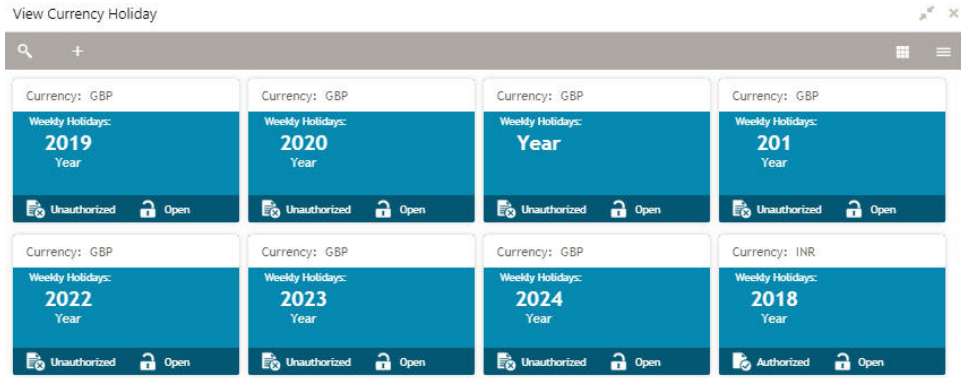 View Currency Holiday
Currency: GBP
Weekly Holidays:
2019
Year
Unauthorized Open
Currency: GBP
Weekly Holidays:
2020
Year
Unauthorized Open
Currency: GBP
Weekly Holidays:
Year
Unauthorized Open
Currency: GBP
Weekly Holidays:
201
Year
Unauthorized Open
Currency: GBP
Weekly Holidays:
2022
Year
Unauthorized Open
Currency: GBP
Weekly Holidays:
2023
Year
Unauthorized Open
Currency: GBP
Weekly Holidays:
2024
Year
Unauthorized Open
Currency: INR
Weekly Holidays:
2018
Year
Authorized Open